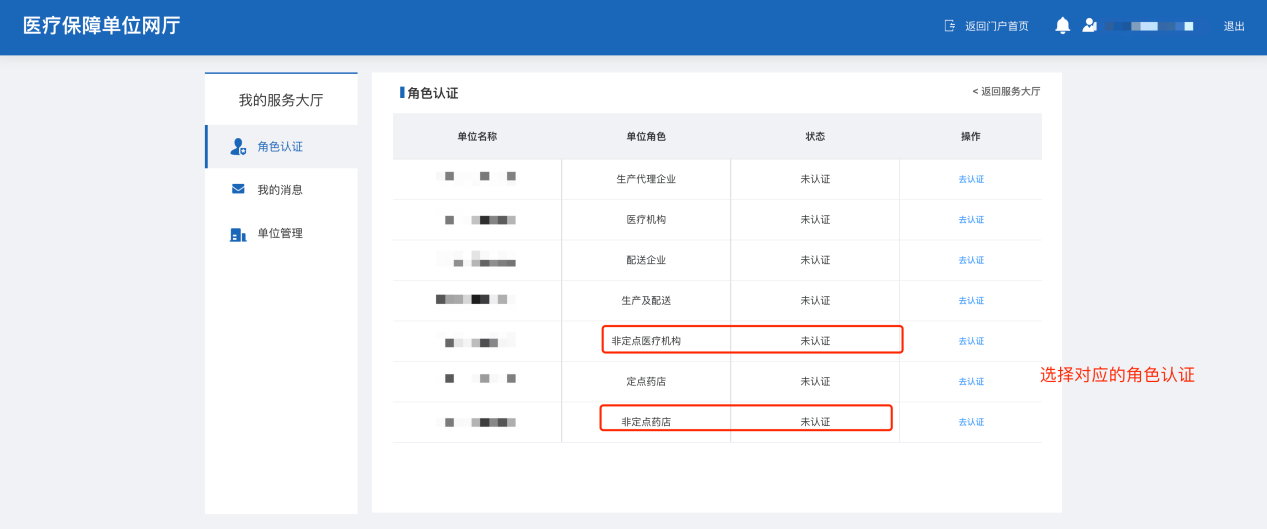 医疗保障单位网厅
返回门户首页
退出
我的服务大厅
角色认证
我的消息
单位管理
角色认证
< 返回服务大厅
单位名称 单位角色 状态 操作
生产代理企业 未认证 去认证
医疗机构 未认证 去认证
配送企业 未认证 去认证
生产及配送 未认证 去认证
非定点医疗机构 未认证 去认证
定点药店 未认证 去认证
非定点药店 未认证 去认证
选择对应的角色认证